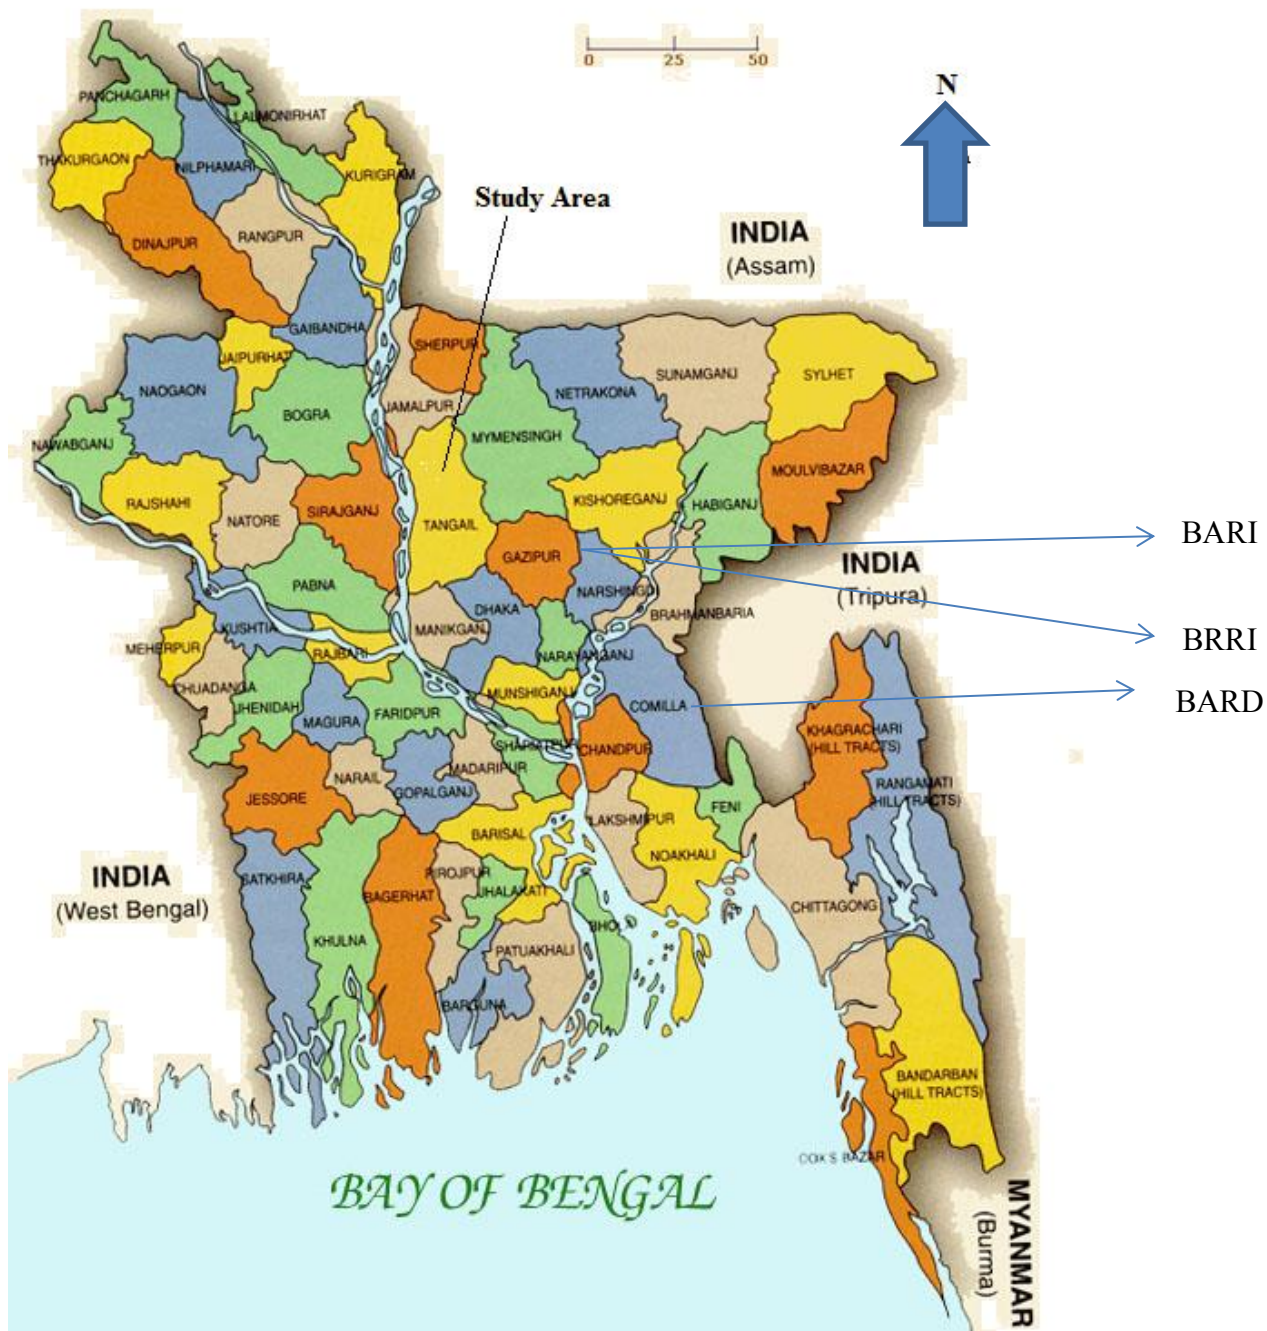 0 25 50
N
PANCHAGARH
LALMONIRHAT
THAKURGAON
NILPHAMARI
KURIGRAM
Study Area
DINAJPUR
RANGPUR
INDIA
(Assam)
GAIBANDHA
SHERPUR
JAIPURHAT
NAOGAON
NETRAKONA
SUNAMGANJ
SYLHET
BOGRA
JAMALPUR
MYMENSINGH
NAWABGANJ
MOULVIBAZAR
RAJSHAHI
NATORE
SIRAJGANJ
TANGAIL
KISHOREGANJ
HABIGANJ
GAZIPUR
BARI
INDIA
(Tripura)
PABNA
NARSHINGDI
DHAKA
BRAHMANBARIA
KUSHTIA
MANIKGANJ
BRRI
MEHERPUR
RAJBARI
NARAYANGANJ
CHUADANGA
JHENIDAH
MAGURA
FARIDPUR
MUNSHIGANJ
COMILLA
BARD
SHARIATPUR
CHANDPUR
KHAGRACHARI
(HILL TRACTS)
JESSORE
NARAIL
GOPALGANJ
MADARIPUR
RANGAMATI
(HILL TRACTS)
FENI
LAKSHMIPUR
BARISAL
NOAKHALI
INDIA
(West Bengal)
SATKHIRA
BAGERHAT
PIROJPUR
JHALAKATI
CHITTAGONG
KHULNA
PATUAKHALI
BHOLA
BARGUNA
BANDARBAN
(HILL TRACTS)
COX'S BAZAR
BAY OF BENGAL
MYANMAR
(Burma)